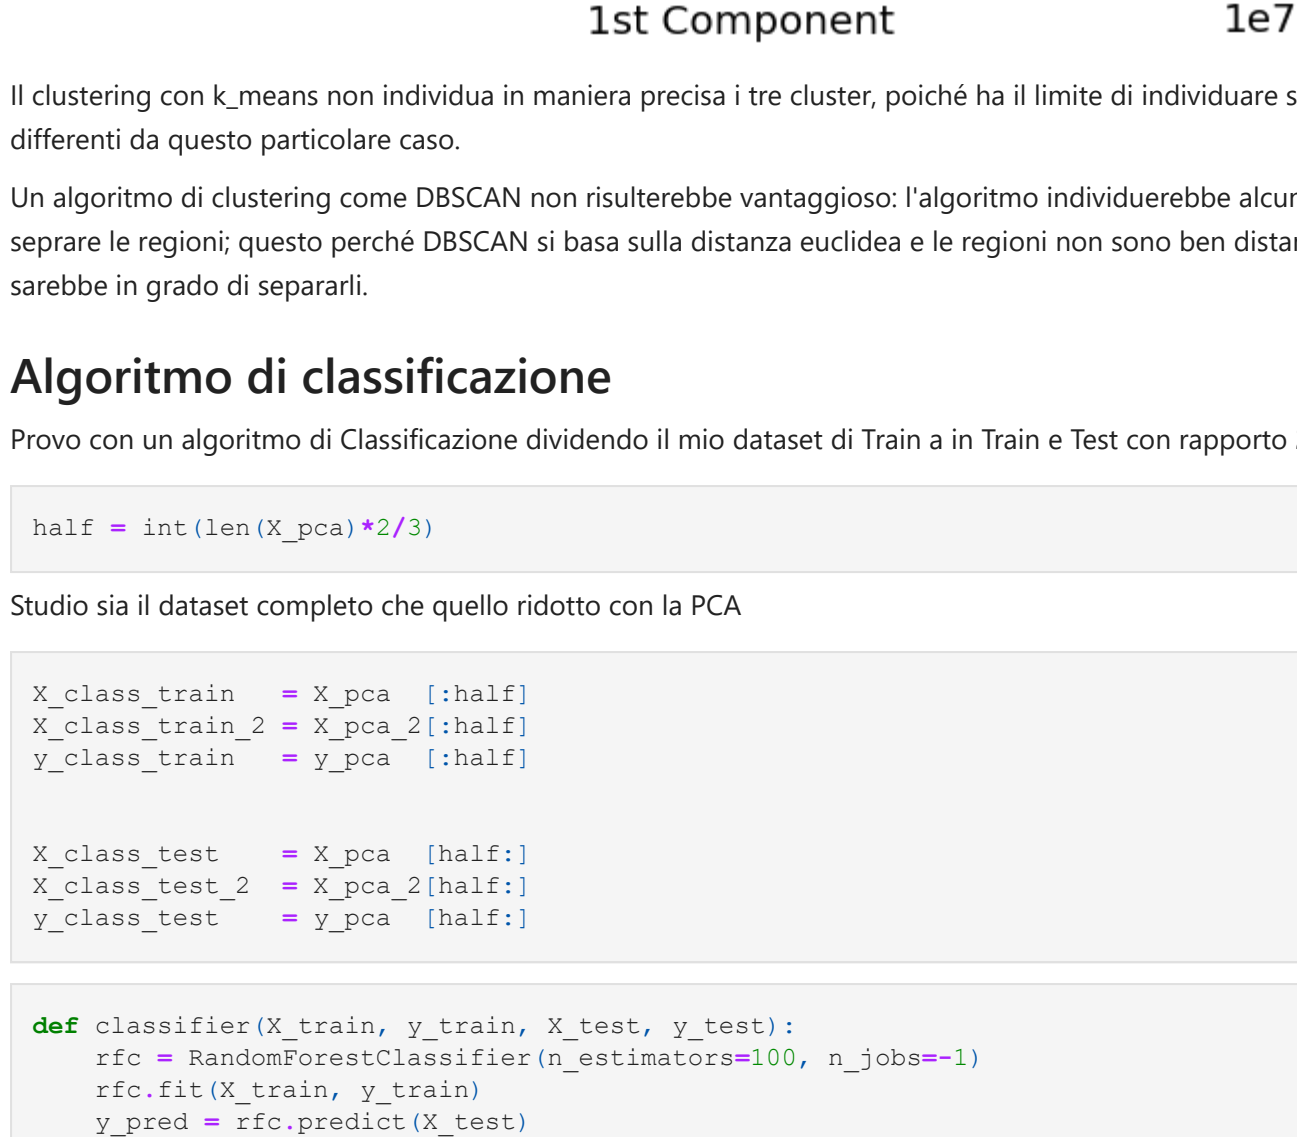 1st Component 1e7
Il clustering con k_means non individua in maniera precisa i tre cluster, poiché ha il limite di individuare
differenti da questo particolare caso.
Un algoritmo di clustering come DBSCAN non risulterebbe vantaggioso: l'algoritmo individuerebbe
seprare le regioni; questo perché DBSCAN si basa sulla distanza euclidea e le regioni non sono ben
sarebbe in grado di separarli.
Algoritmo di classificazione
Provo con un algoritmo di Classificazione dividendo il mio dataset di Train a in Train e Test con rapporto
half = int(len(X_pca)*2/3)
Studio sia il dataset completo che quello ridotto con la PCA
X_class_train   = X_pca  [:half]
X_class_train_2 = X_pca_2[:half]
y_class_train   = y_pca  [:half]
X_class_test    = X_pca  [half:]
X_class_test_2  = X_pca_2[half:]
y_class_test    = y_pca  [half:]
def classifier(X_train, y_train, X_test, y_test):
    rfc = RandomForestClassifier(n_estimators=100, n_jobs=-1)
    rfc.fit(X_train, y_train)
    y_pred = rfc.predict(X_test)